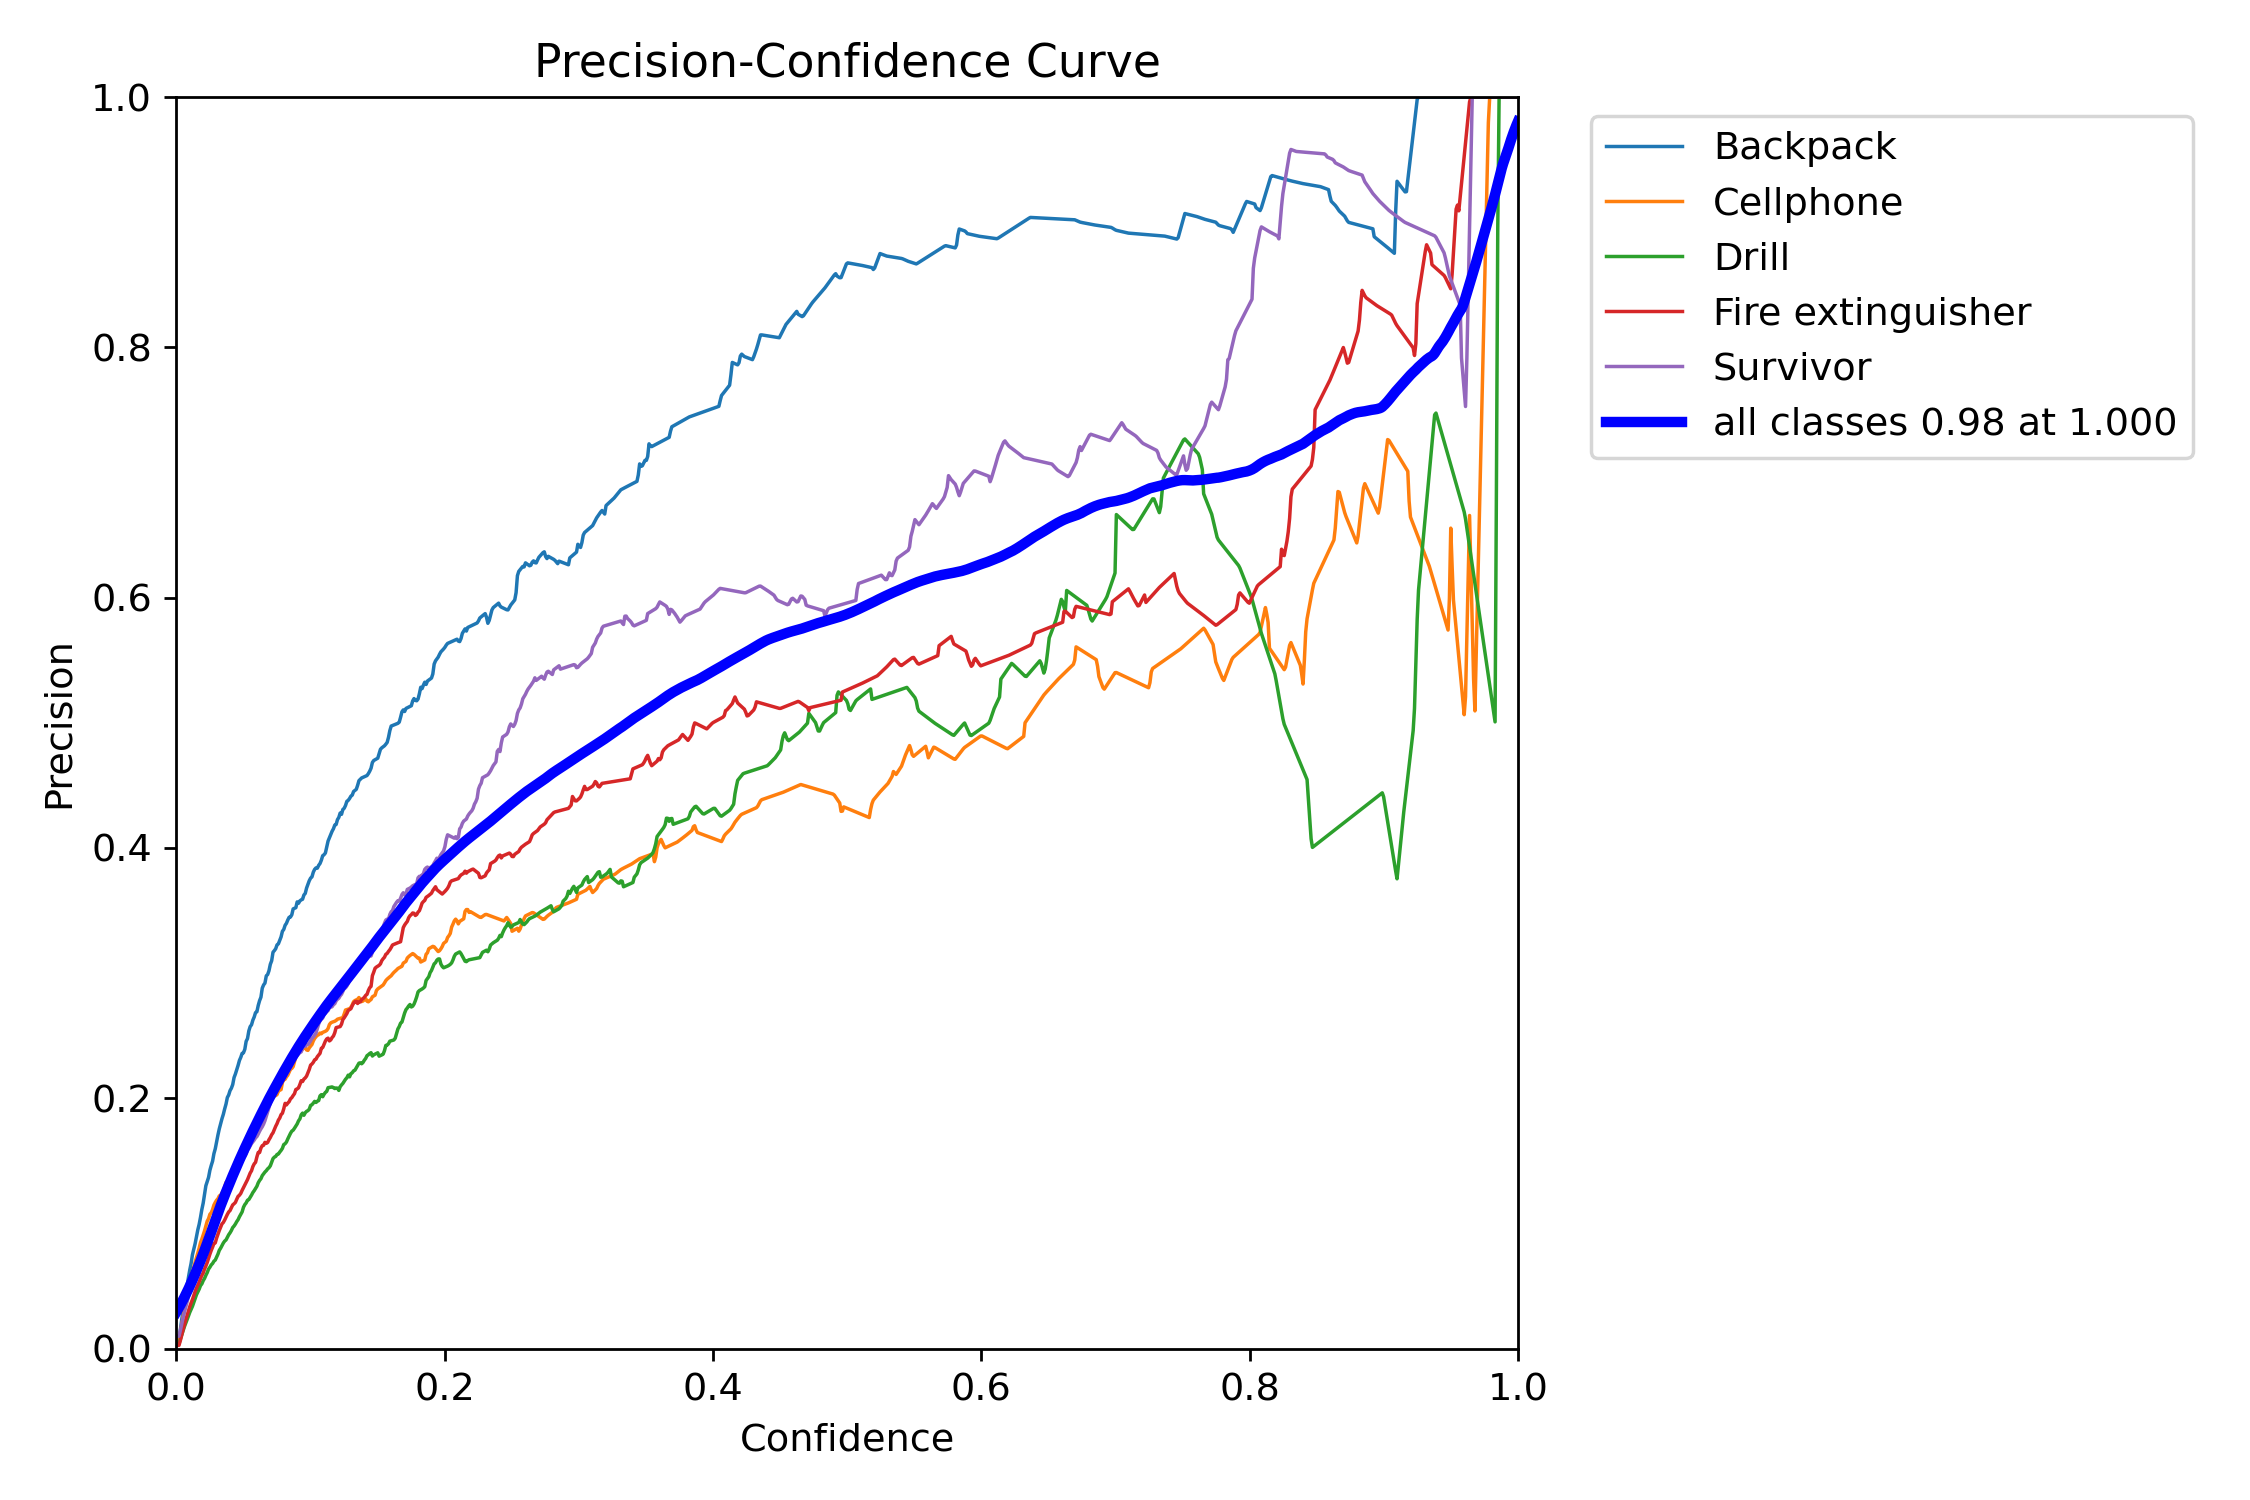 Precision-Confidence Curve
1.0
0.8
0.6
0.4
0.2
0.0
Precision
0.0 0.2 0.4 0.6 0.8 1.0
Confidence
Backpack
Cellphone
Drill
Fire extinguisher
Survivor
all classes 0.98 at 1.000